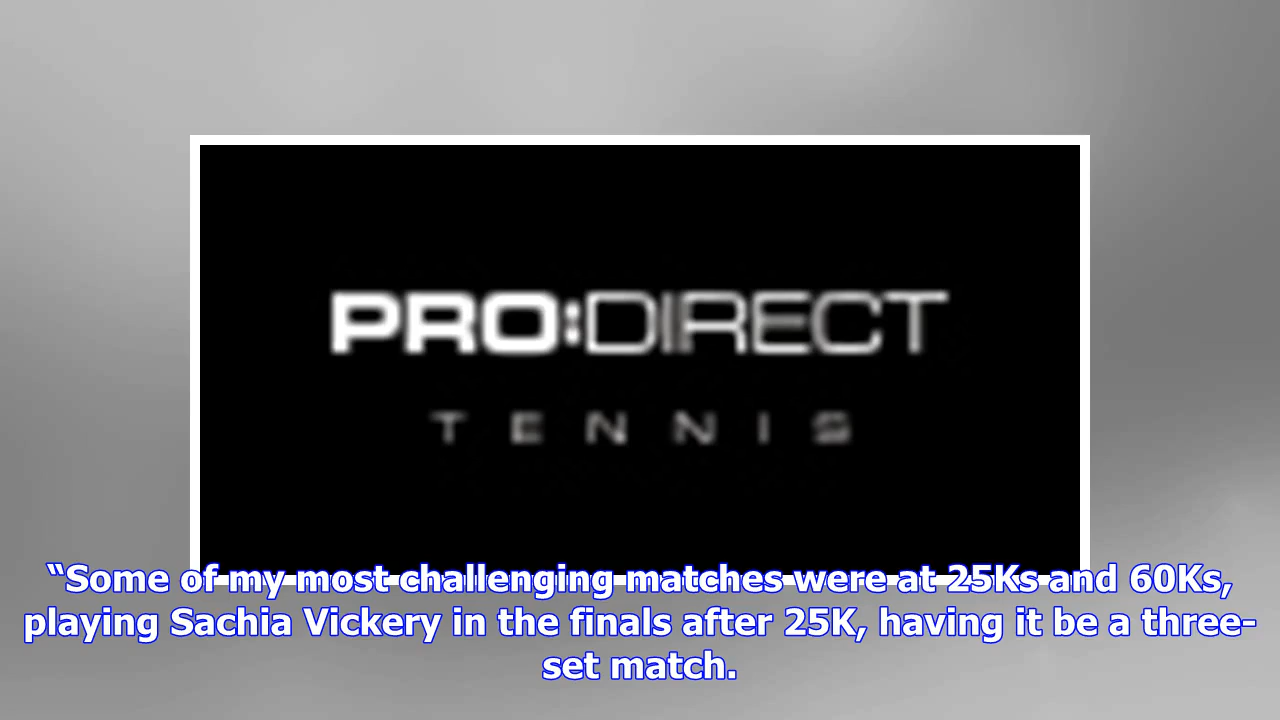 PRO:DIRECT
TENNIS
“Some of my most challenging matches were at 25Ks and 60Ks,
playing Sachia Vickery in the finals after 25K, having it be a three-
set match.